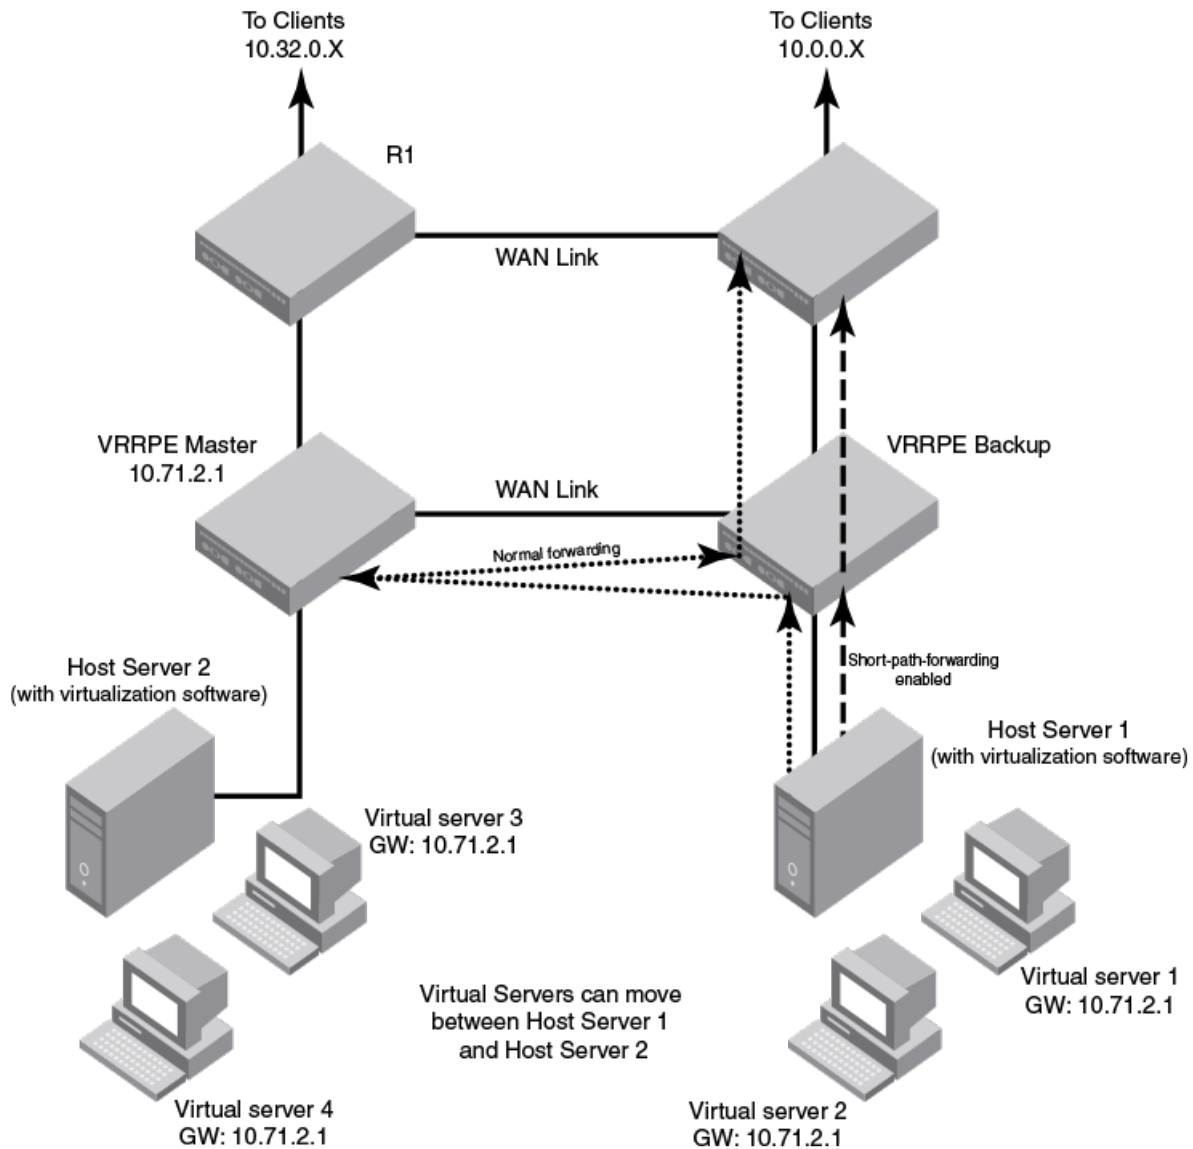 To Clients
10.32.0.X
To Clients
10.0.0.X
R1
WAN Link
VRRPE Master
10.71.2.1
VRRPE Backup
WAN Link
Normal forwarding
Short-path-forwarding
enabled
Host Server 2
(with virtualization software)
Host Server 1
(with virtualization software)
Virtual server 3
GW: 10.71.2.1
Virtual server 1
GW: 10.71.2.1
Virtual Servers can move
between Host Server 1
and Host Server 2
Virtual server 4
GW: 10.71.2.1
Virtual server 2
GW: 10.71.2.1